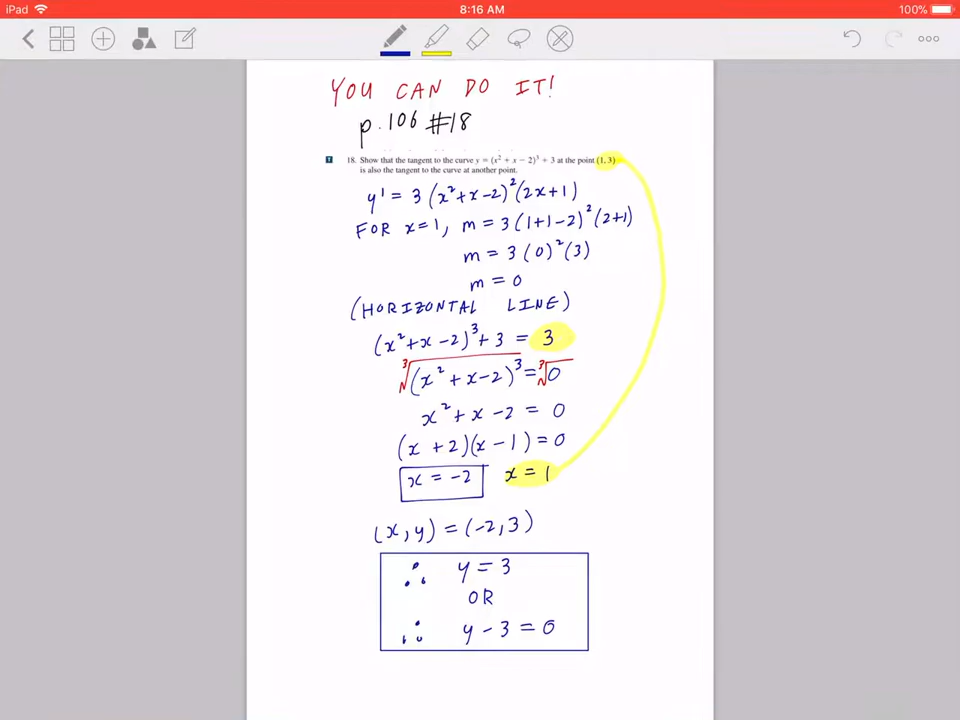 iPad 8:16 AM 100%
YOU CAN DO IT!
p.106 #18
T 18. Show that the tangent to the curve y = (x² + x − 2)³ + 3 at the point (1, 3)
is also the tangent to the curve at another point.
y' = 3(x²+x-2)²(2x+1)
FOR x=1, m = 3(1+1-2)²(2+1)
m = 3(0)²(3)
m = 0
(HORIZONTAL LINE)
(x²+x-2)³+3 = 3
∛(x²+x-2)³ = ∛0
x²+x-2 = 0
(x+2)(x-1)=0
x = -2 x = 1
(x,y) = (-2,3)
∴ y = 3
OR
∴ y - 3 = 0